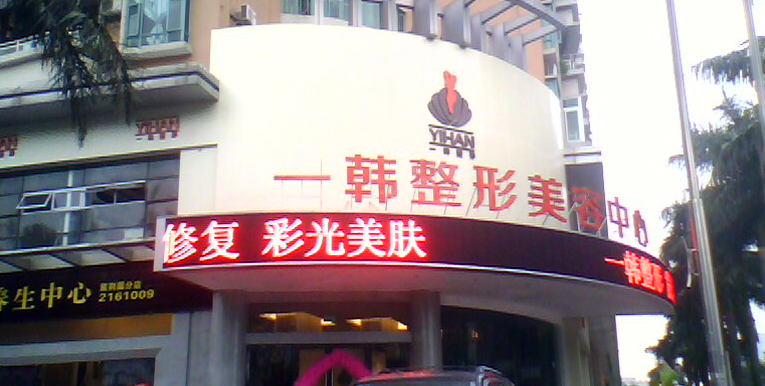 YIHAN
一韩整形美容中心
修复 彩光美肤
一韩整形
养生中心
2161009